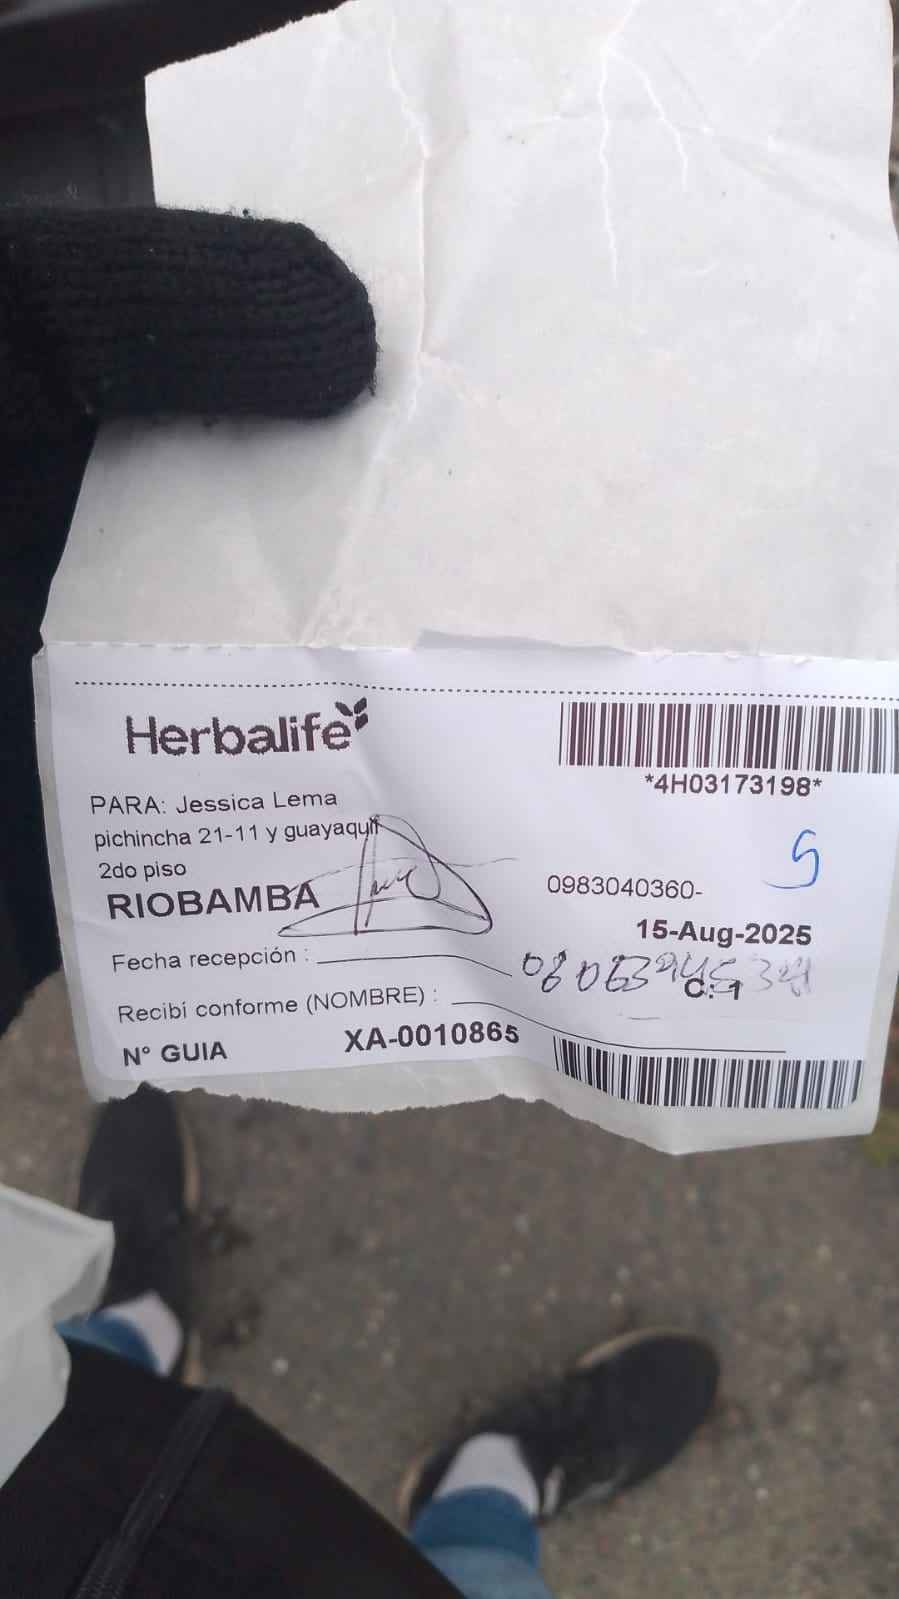 Herbalife
*4H03173198*
PARA: Jessica Lema
pichincha 21-11 y guayaquil
2do piso
RIOBAMBA
0983040360-
5
15-Aug-2025
Fecha recepción :
C: 1
Recibí conforme (NOMBRE) :
N° GUIA XA-0010865